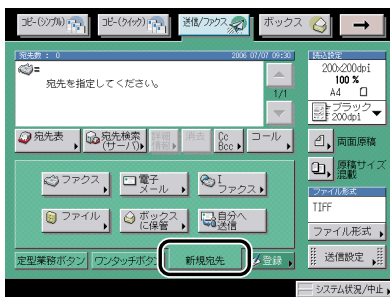 コピー(シンプル)
コピー(クイック)
送信/ファクス
ボックス
宛先数 : 0
2006 07/07 09:30
宛先を指定してください。
1/1
宛先表
宛先検索
(サーバ)
詳細
情報
消去
Cc
Bcc
コール
ファクス
電子
メール
I
ファクス
ファイル
ボックス
に保管
自分へ
送信
定型業務ボタン
ワンタッチボタン
新規宛先
登録
読込設定
200x200dpi
100 %
A4
ブラック
200dpi
両面原稿
原稿サイズ
混載
ファイル形式
TIFF
ファイル形式
送信設定
システム状況/中止